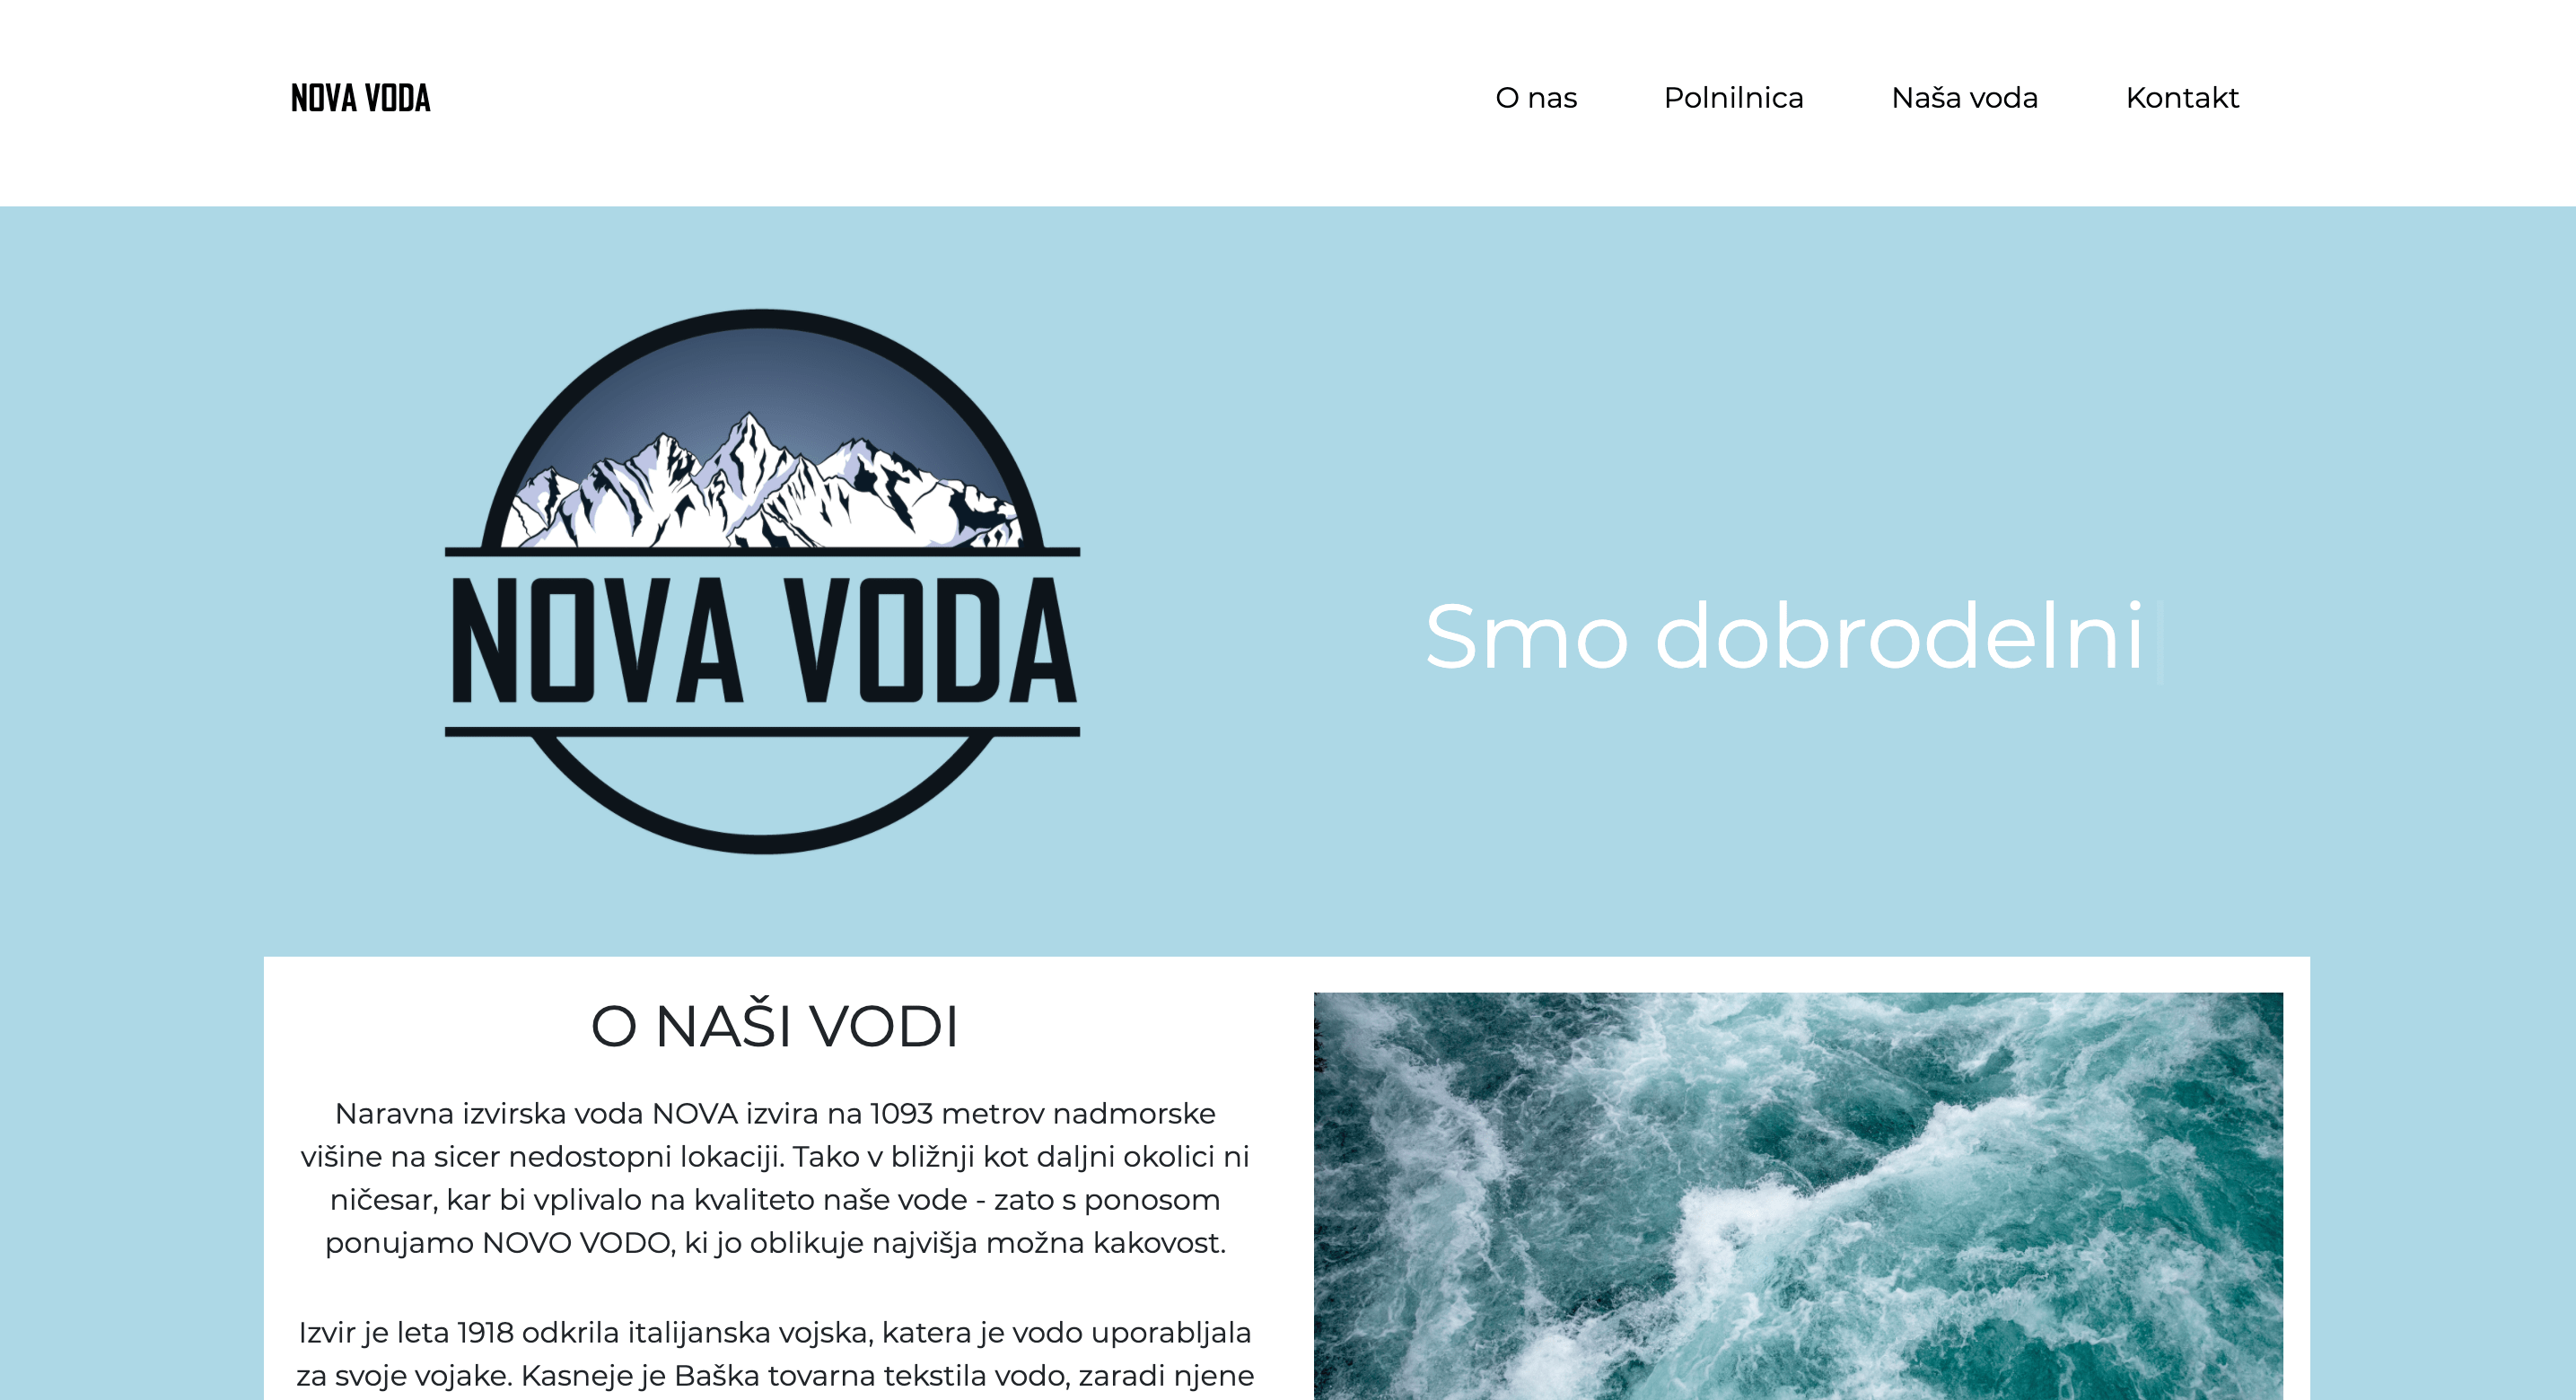 NOVA VODA
O nas
Polnilnica
Naša voda
Kontakt
NOVA VODA
Smo dobrodelni
O NAŠI VODI
Naravna izvirska voda NOVA izvira na 1093 metrov nadmorske
višine na sicer nedostopni lokaciji. Tako v bližnji kot daljni okolici ni
ničesar, kar bi vplivalo na kvaliteto naše vode - zato s ponosom
ponujamo NOVO VODO, ki jo oblikuje najvišja možna kakovost.
Izvir je leta 1918 odkrila italijanska vojska, katera je vodo uporabljala
za svoje vojake. Kasneje je Baška tovarna tekstila vodo, zaradi njene